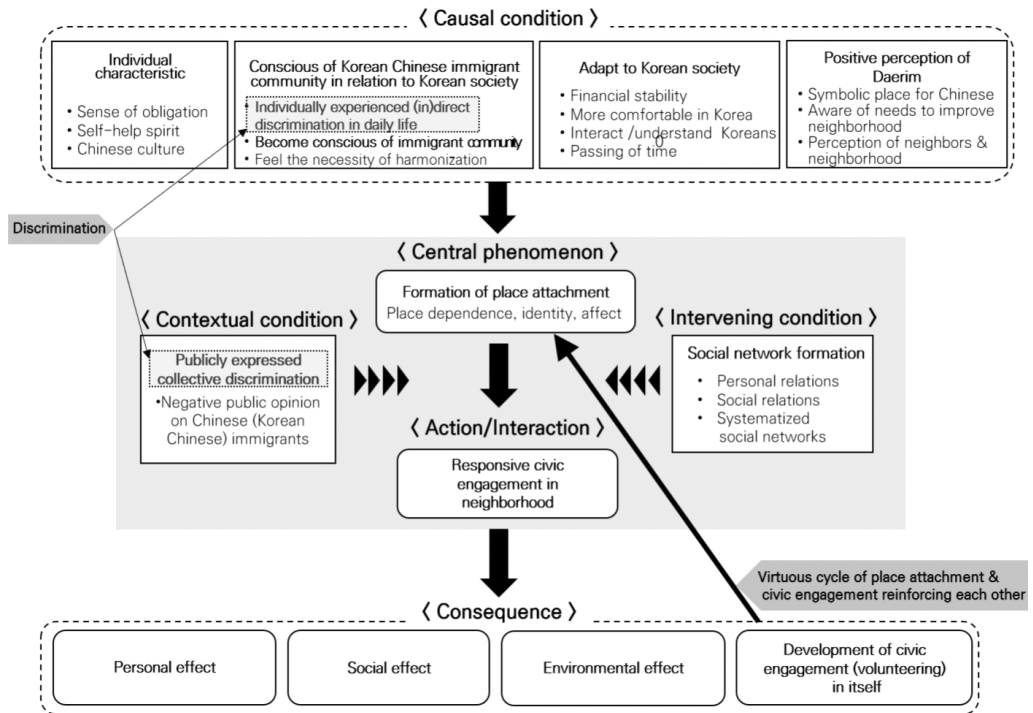 〈 Causal condition 〉
Individual
characteristic
• Sense of obligation
• Self-help spirit
• Chinese culture
Conscious of Korean Chinese immigrant
community in relation to Korean society
• Individually experienced (in)direct
discrimination in daily life
• Become conscious of immigrant community
• Feel the necessity of harmonization
Adapt to Korean society
• Financial stability
• More comfortable in Korea
• Interact /understand Koreans
• Passing of time
Positive perception of
Daerim
• Symbolic place for Chinese
• Aware of needs to improve
neighborhood
• Perception of neighbors &
neighborhood
Discrimination
〈 Central phenomenon 〉
Formation of place attachment
Place dependence, identity, affect
〈 Contextual condition 〉
Publicly expressed
collective discrimination
•Negative public opinion
on Chinese (Korean
Chinese) immigrants
〈 Intervening condition 〉
Social network formation
• Personal relations
• Social relations
• Systematized
social networks
〈 Action/Interaction 〉
Responsive civic
engagement in
neighborhood
Virtuous cycle of place attachment &
civic engagement reinforcing each other
〈 Consequence 〉
Personal effect
Social effect
Environmental effect
Development of civic
engagement (volunteering)
in itself